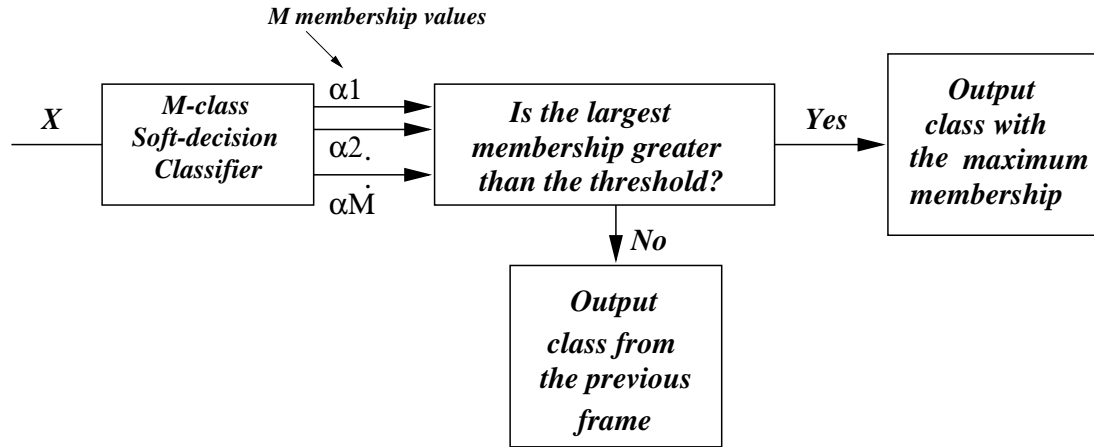 M membership values
X
M-class
Soft-decision
Classifier
α1
α2.
αṀ
Is the largest
membership greater
than the threshold?
Yes
Output
class with
the maximum
membership
No
Output
class from
the previous
frame